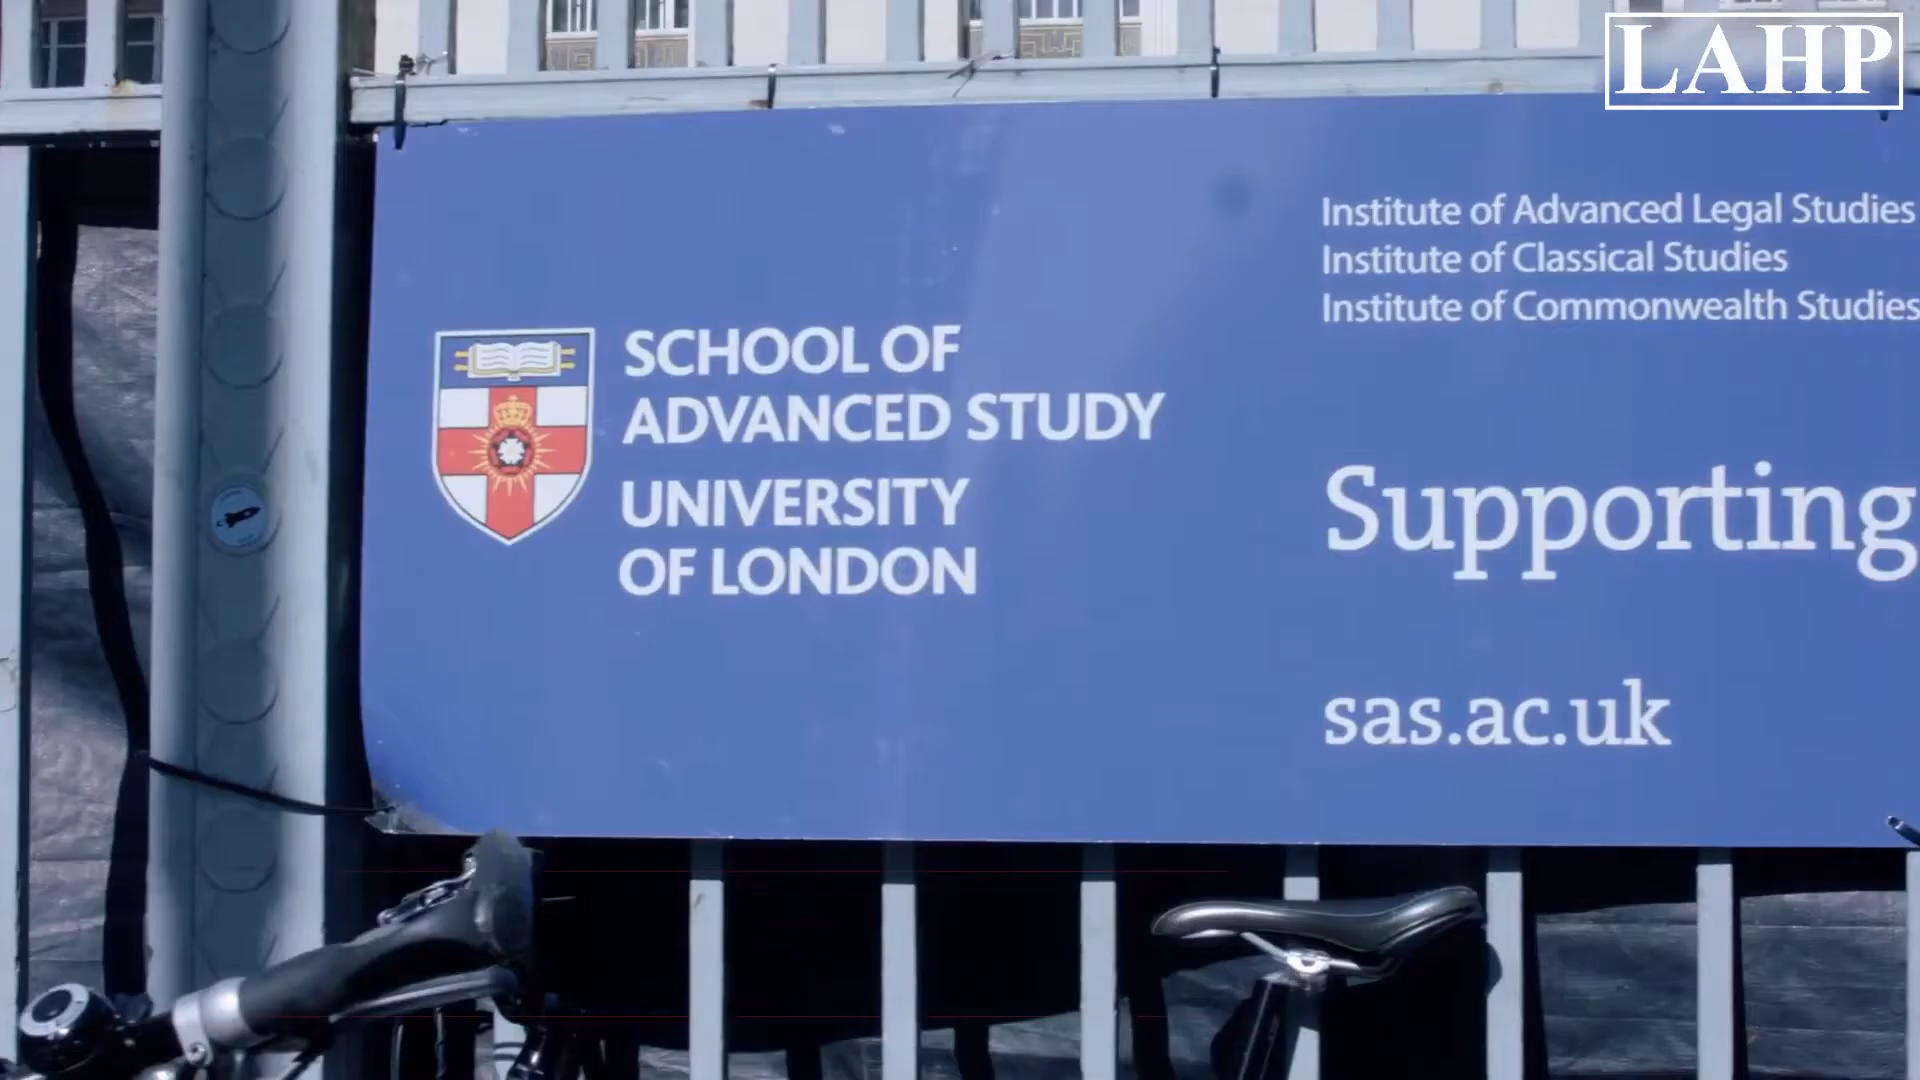 LAHP
Institute of Advanced Legal Studies
Institute of Classical Studies
Institute of Commonwealth Studies
SCHOOL OF
ADVANCED STUDY
UNIVERSITY
OF LONDON
Supporting
sas.ac.uk